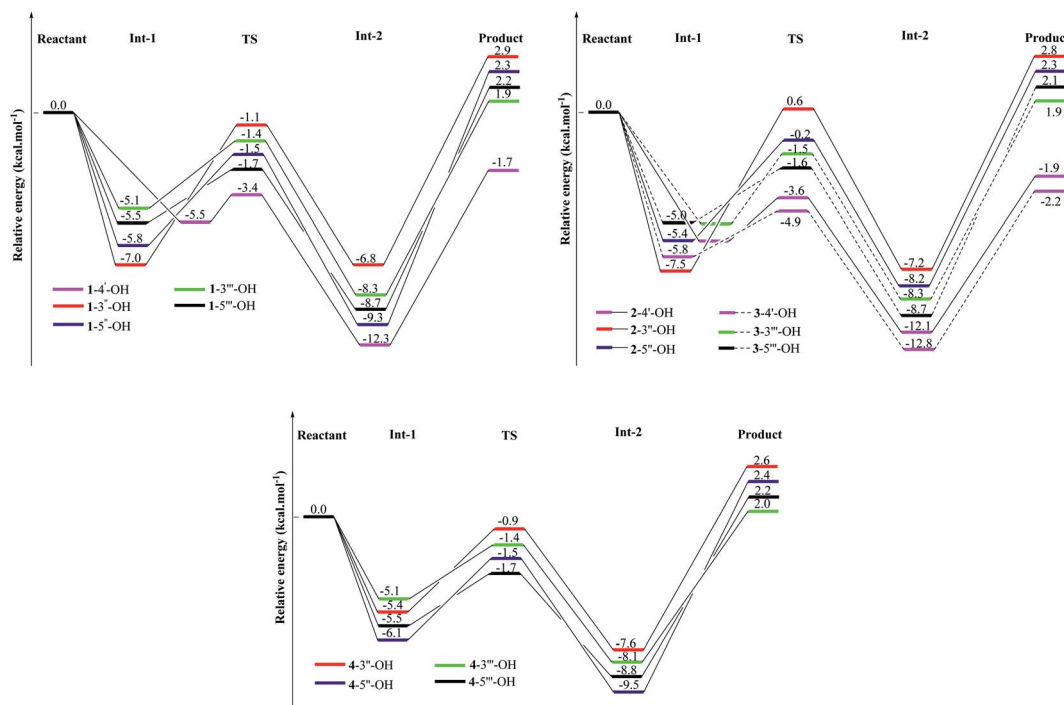 Reactant Int-1 TS Int-2 Product
Relative energy (kcal.mol-1)
0.0
-5.1
-5.5
-5.8
-7.0
-5.5
-1.1
-1.4
-1.5
-1.7
-3.4
-6.8
-8.3
-8.7
-9.3
-12.3
2.9
2.3
2.2
1.9
-1.7
1-4'-OH
1-3"-OH
1-5"-OH
1-3'''-OH
1-5'''-OH
Reactant Int-1 TS Int-2 Product
Relative energy (kcal.mol-1)
0.0
-5.0
-5.4
-5.8
-7.5
0.6
-0.2
-1.5
-1.6
-3.6
-4.9
-7.2
-8.2
-8.3
-8.7
-12.1
-12.8
2.8
2.3
2.1
1.9
-1.9
-2.2
2-4'-OH
2-3"-OH
2-5"-OH
3-4'-OH
3-3'''-OH
3-5'''-OH
Reactant Int-1 TS Int-2 Product
Relative energy (kcal.mol-1)
0.0
-5.1
-5.4
-5.5
-6.1
-0.9
-1.4
-1.5
-1.7
-7.6
-8.1
-8.8
-9.5
2.6
2.4
2.2
2.0
4-3"-OH
4-5"-OH
4-3'''-OH
4-5'''-OH